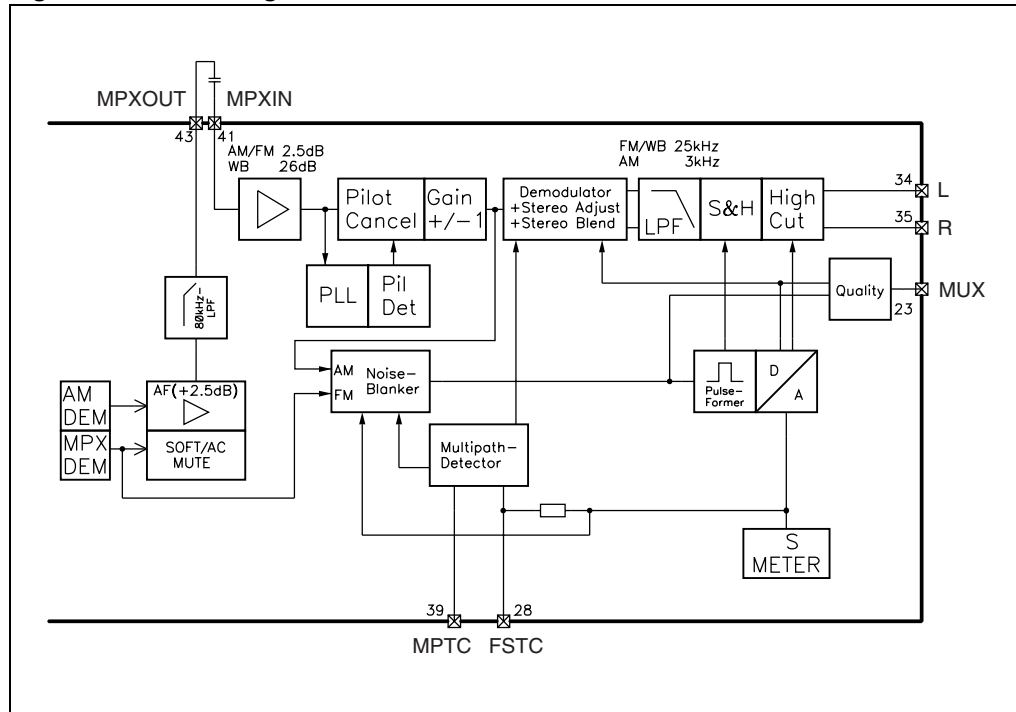 MPXOUT MPXIN
43 41
AM/FM 2.5dB
WB 26dB
FM/WB 25kHz
AM 3kHz
Pilot
Cancel
Gain
+/-1
Demodulator
+Stereo Adjust
+Stereo Blend
LPF
S&H
High
Cut
34 L
35 R
PLL
Pil
Det
80kHz-
LPF
Quality
MUX
23
AM
FM
Noise-
Blanker
Pulse-
Former
D
A
AM
DEM
MPX
DEM
AF(+2.5dB)
SOFT/AC
MUTE
Multipath-
Detector
S
METER
39 28
MPTC FSTC